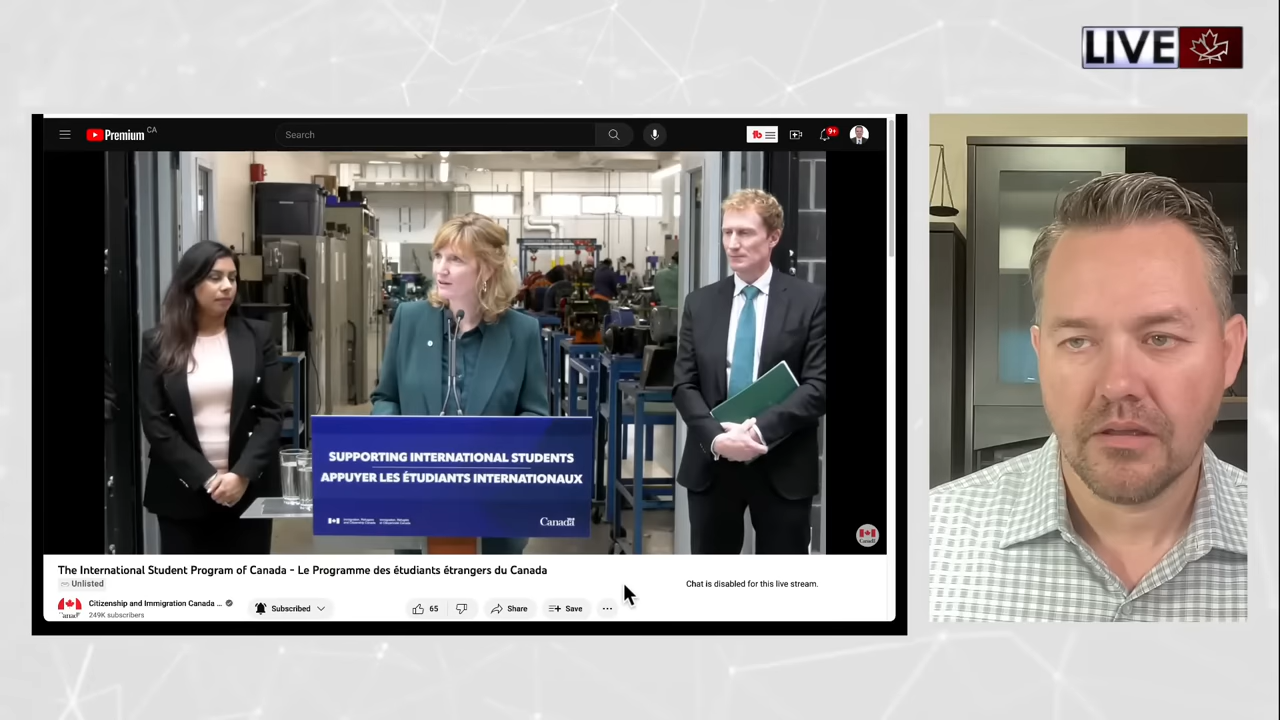 LIVE
Premium CA
Search
9+
SUPPORTING INTERNATIONAL STUDENTS
APPUYER LES ÉTUDIANTS INTERNATIONAUX
Canada
The International Student Program of Canada - Le Programme des étudiants étrangers du Canada
Unlisted
Chat is disabled for this live stream.
Citizenship and Immigration Canada ...
249K subscribers
Subscribed
65
Share
Save